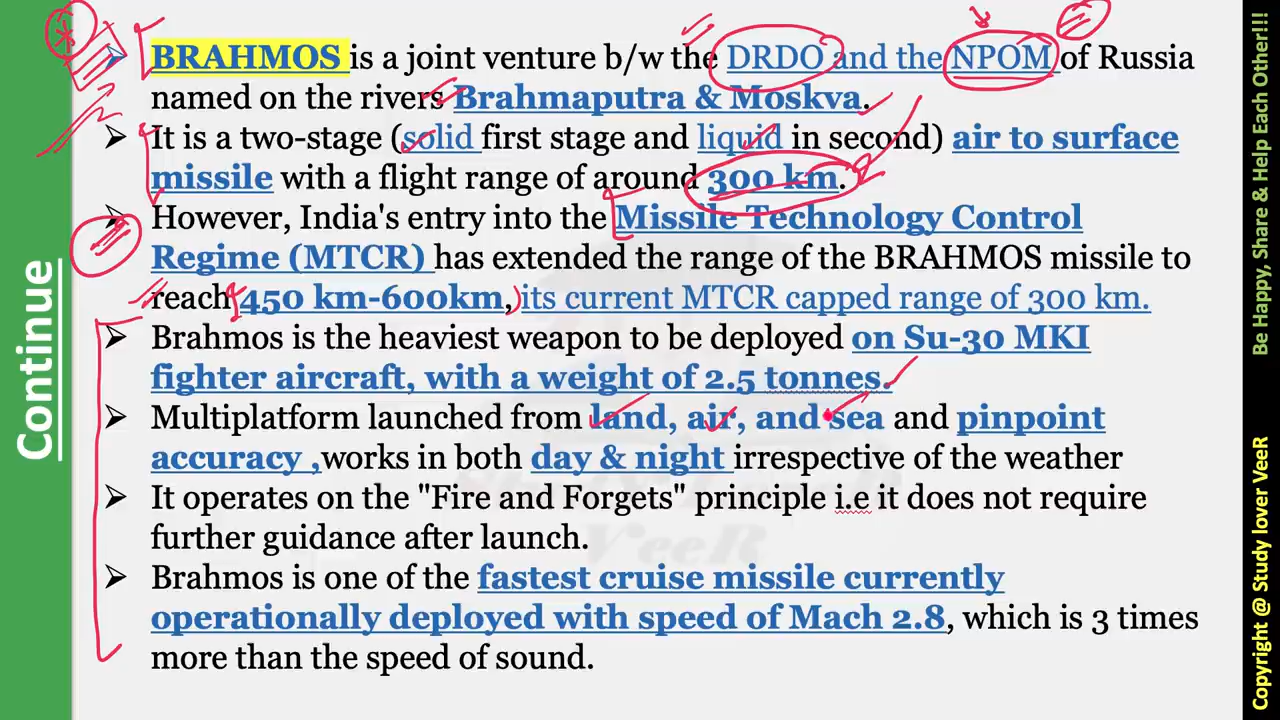 BRAHMOS is a joint venture b/w the DRDO and the NPOM of Russia
named on the rivers Brahmaputra & Moskva.
It is a two-stage (solid first stage and liquid in second) air to surface
missile with a flight range of around 300 km.
However, India's entry into the Missile Technology Control
Regime (MTCR) has extended the range of the BRAHMOS missile to
reach 450 km-600km, its current MTCR capped range of 300 km.
Brahmos is the heaviest weapon to be deployed on Su-30 MKI
fighter aircraft, with a weight of 2.5 tonnes.
Multiplatform launched from land, air, and sea and pinpoint
accuracy ,works in both day & night irrespective of the weather
It operates on the "Fire and Forgets" principle i.e it does not require
further guidance after launch.
Brahmos is one of the fastest cruise missile currently
operationally deployed with speed of Mach 2.8, which is 3 times
more than the speed of sound.
Continue
Be Happy, Share & Help Each Other!!!
Copyright @ Study lover VeeR
VeeR